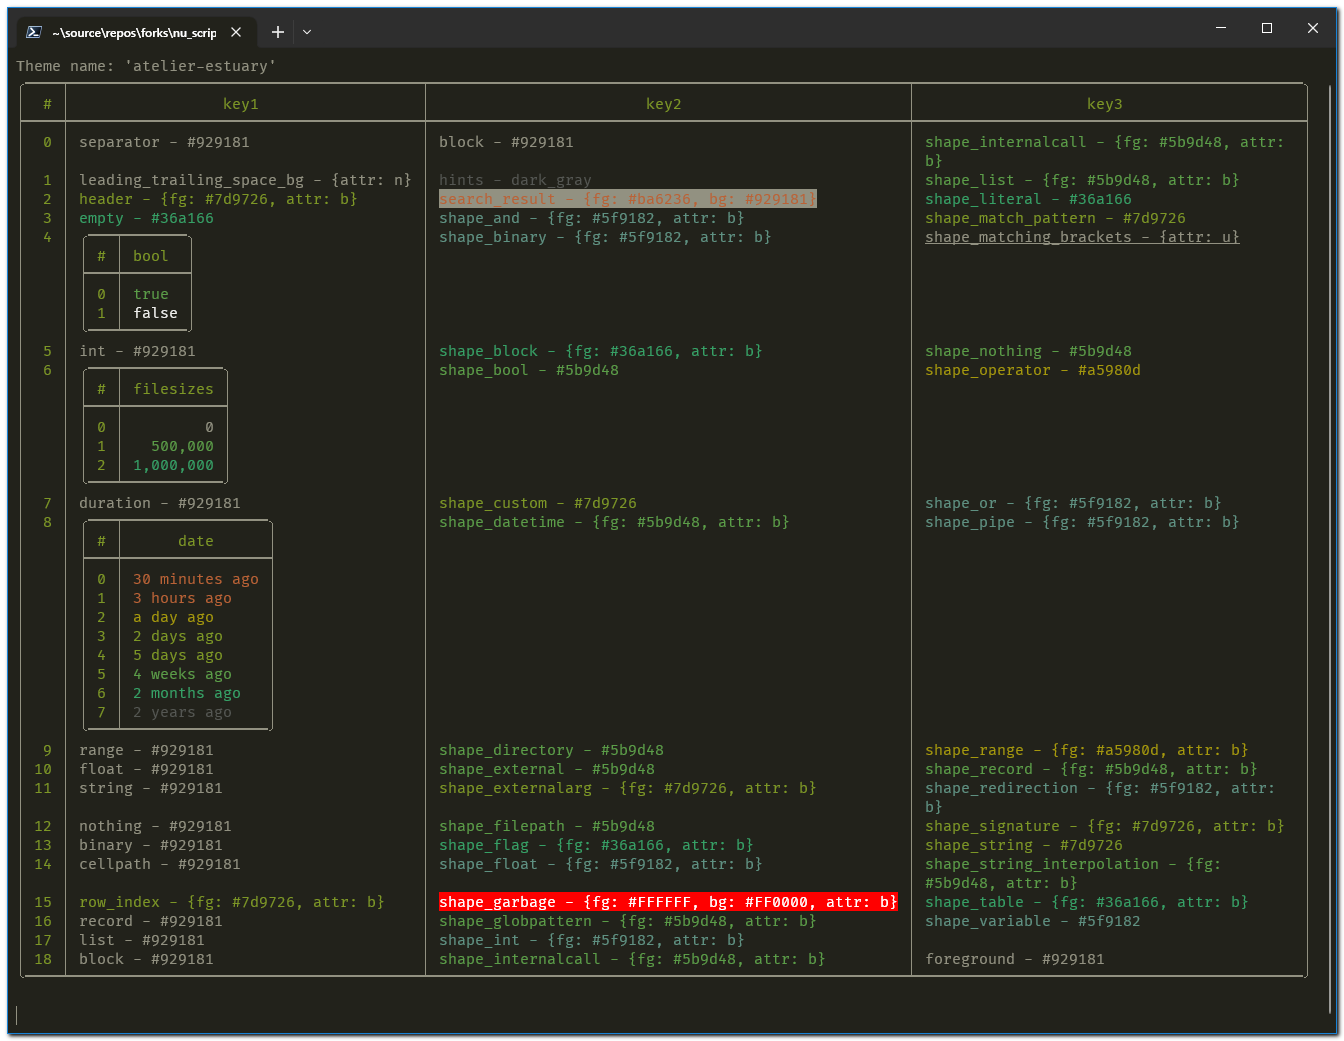 ~\source\repos\forks\nu_scrip
Theme name: 'atelier-estuary'
# key1 key2 key3
0 separator - #929181 block - #929181 shape_internalcall - {fg: #5b9d48, attr:
b}
1 leading_trailing_space_bg - {attr: n} hints - dark_gray shape_list - {fg: #5b9d48, attr: b}
2 header - {fg: #7d9726, attr: b} search_result - {fg: #ba6236, bg: #929181} shape_literal - #36a166
3 empty - #36a166 shape_and - {fg: #5f9182, attr: b} shape_match_pattern - #7d9726
4 shape_binary - {fg: #5f9182, attr: b} shape_matching_brackets - {attr: u}
# bool
0 true
1 false
5 int - #929181 shape_block - {fg: #36a166, attr: b} shape_nothing - #5b9d48
6 shape_bool - #5b9d48 shape_operator - #a5980d
# filesizes
0 0
1 500,000
2 1,000,000
7 duration - #929181 shape_custom - #7d9726 shape_or - {fg: #5f9182, attr: b}
8 shape_datetime - {fg: #5b9d48, attr: b} shape_pipe - {fg: #5f9182, attr: b}
# date
0 30 minutes ago
1 3 hours ago
2 a day ago
3 2 days ago
4 5 days ago
5 4 weeks ago
6 2 months ago
7 2 years ago
9 range - #929181 shape_directory - #5b9d48 shape_range - {fg: #a5980d, attr: b}
10 float - #929181 shape_external - #5b9d48 shape_record - {fg: #5b9d48, attr: b}
11 string - #929181 shape_externalarg - {fg: #7d9726, attr: b} shape_redirection - {fg: #5f9182, attr:
b}
12 nothing - #929181 shape_filepath - #5b9d48 shape_signature - {fg: #7d9726, attr: b}
13 binary - #929181 shape_flag - {fg: #36a166, attr: b} shape_string - #7d9726
14 cellpath - #929181 shape_float - {fg: #5f9182, attr: b} shape_string_interpolation - {fg:
#5b9d48, attr: b}
15 row_index - {fg: #7d9726, attr: b} shape_garbage - {fg: #FFFFFF, bg: #FF0000, attr: b} shape_table - {fg: #36a166, attr: b}
16 record - #929181 shape_globpattern - {fg: #5b9d48, attr: b} shape_variable - #5f9182
17 list - #929181 shape_int - {fg: #5f9182, attr: b}
18 block - #929181 shape_internalcall - {fg: #5b9d48, attr: b} foreground - #929181